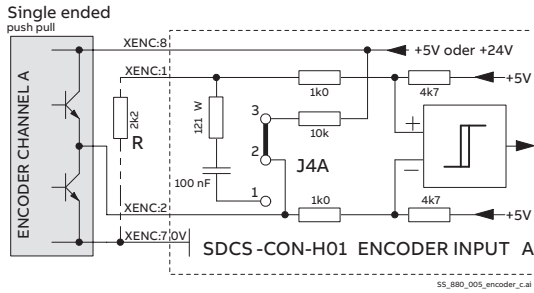 Single ended
push pull
XENC:8
+5V oder +24V
XENC:1
+5V
1k0
4k7
ENCODER CHANNEL A
2k2
R
121 W
3
10k
2
J4A
+
−
100 nF
1
1k0
4k7
XENC:2
+5V
XENC:7
0V
SDCS-CON-H01 ENCODER INPUT A
SS_880_005_encoder_c.ai